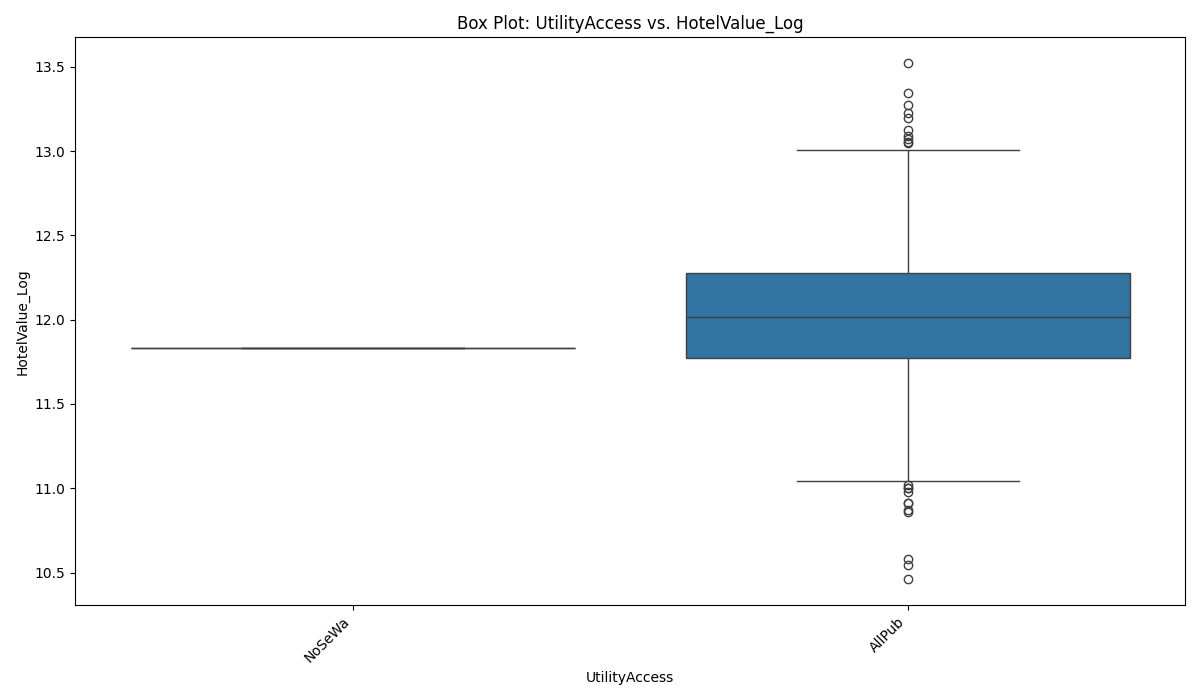 Box Plot: UtilityAccess vs. HotelValue_Log
13.5
13.0
12.5
12.0
11.5
11.0
10.5
HotelValue_Log
NoSeWa
AllPub
UtilityAccess